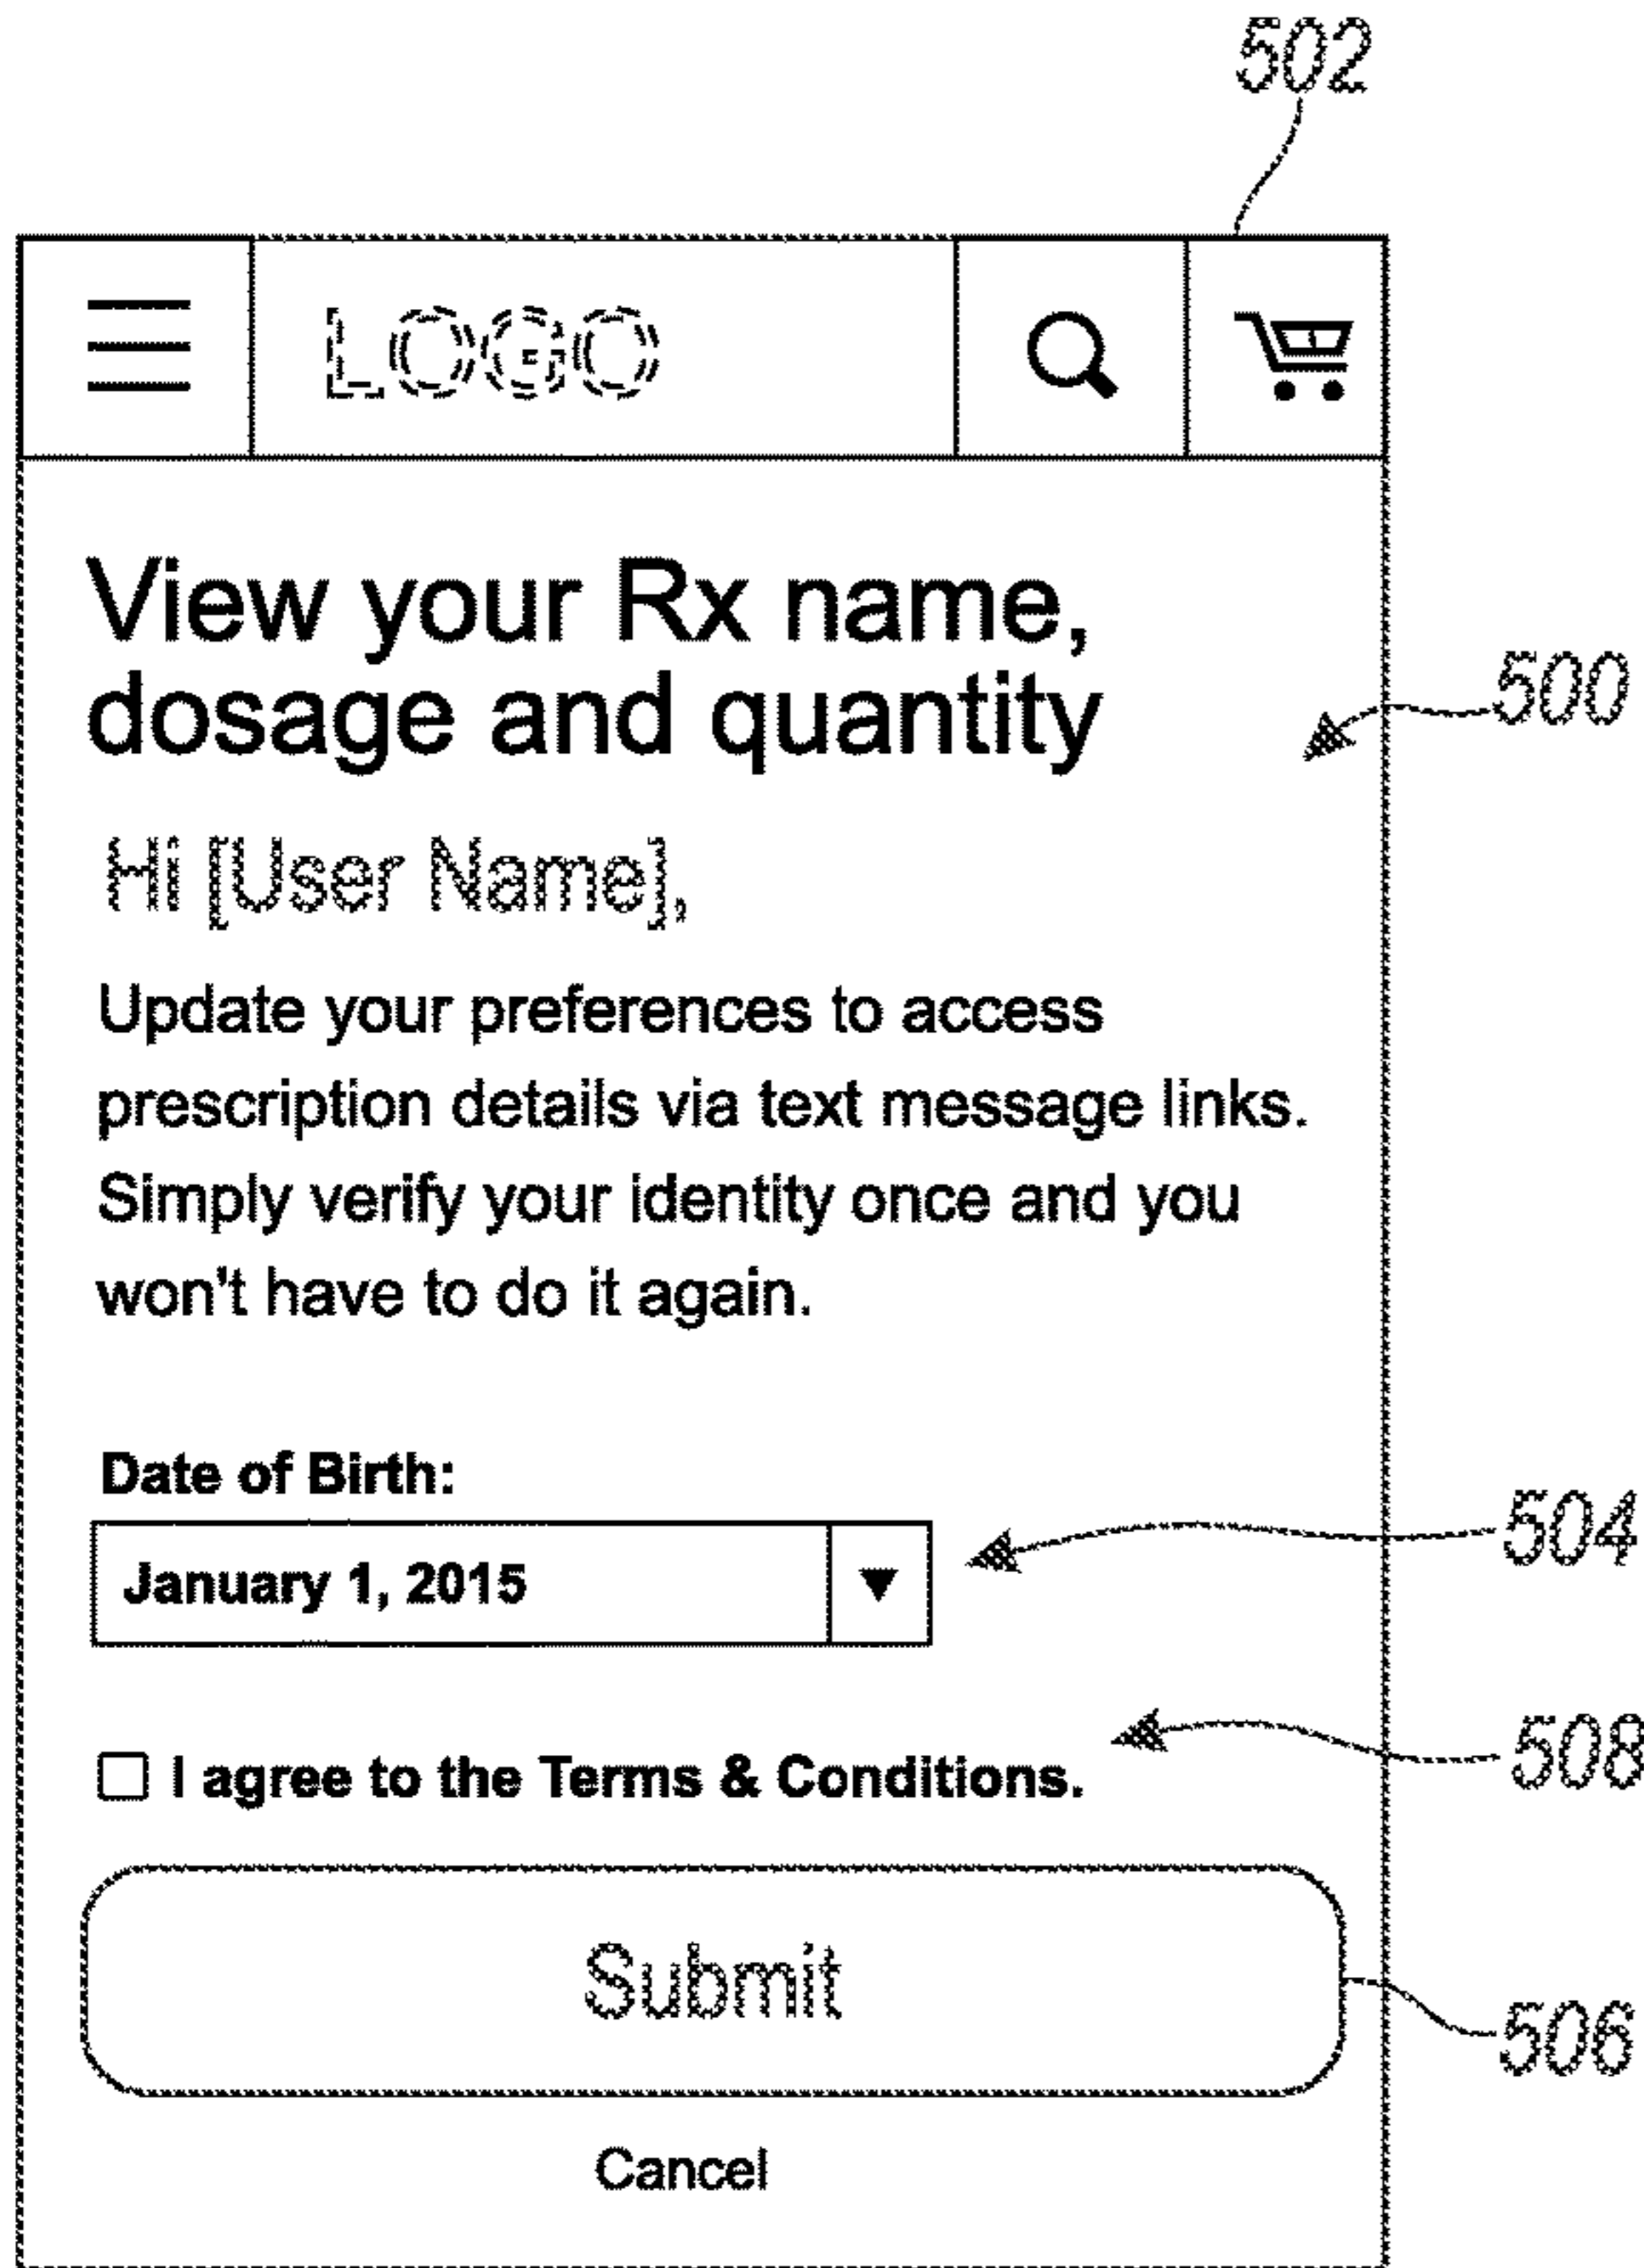 502
LOGO
View your Rx name,
dosage and quantity
500
Hi [User Name],
Update your preferences to access
prescription details via text message links.
Simply verify your identity once and you
won't have to do it again.
Date of Birth:
January 1, 2015
504
508
I agree to the Terms & Conditions.
Submit
506
Cancel